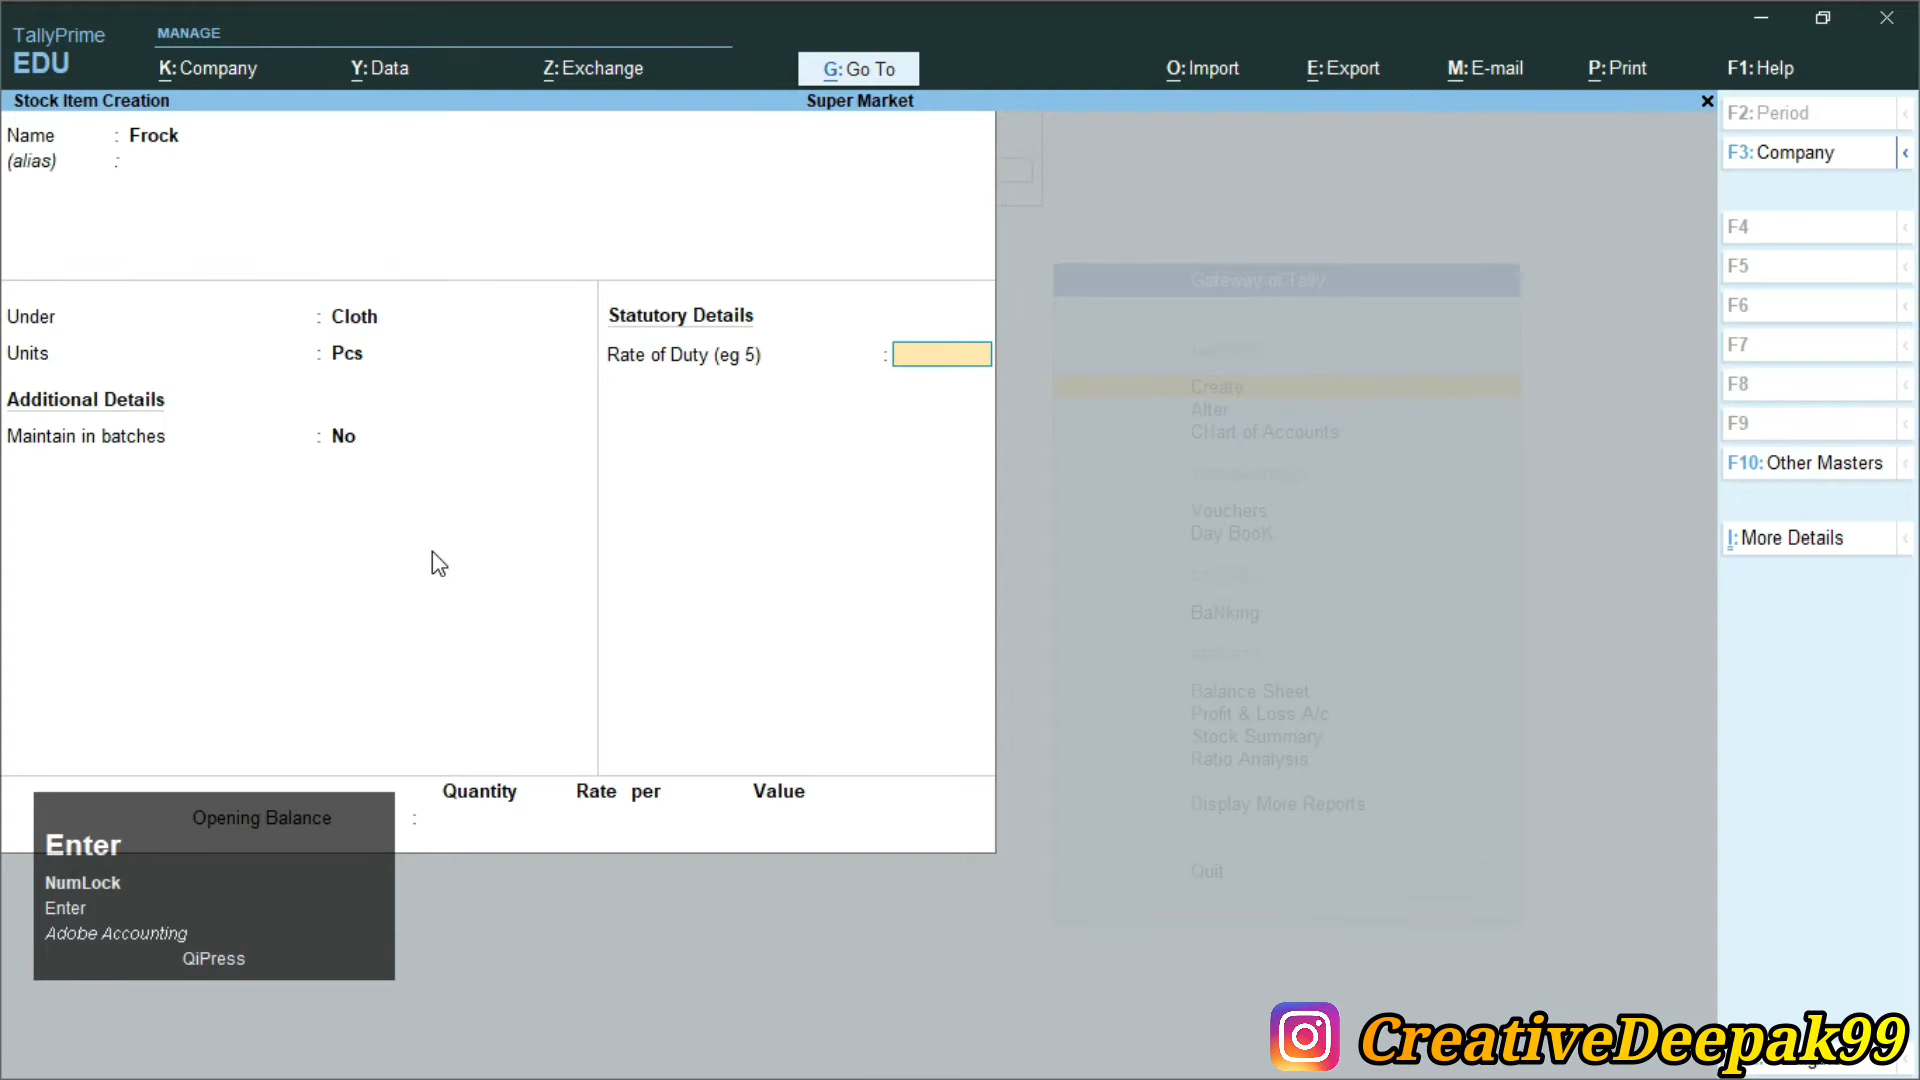 TallyPrime
EDU
MANAGE
K: Company
Y: Data
Z: Exchange
G: Go To
O: Import
E: Export
M: E-mail
P: Print
F1: Help
Stock Item Creation
Super Market
Name : Frock
(alias) :
Under : Cloth
Units : Pcs
Additional Details
Maintain in batches : No
Statutory Details
Rate of Duty (eg 5) :
Quantity Rate per Value
Opening Balance :
Enter
NumLock
Enter
Adobe Accounting
QiPress
Gateway of Tally
Create
Alter
CHart of Accounts
Vouchers
Day BooK
BaNking
Balance Sheet
Profit & Loss A/c
Stock Summary
Ratio Analysis
Display More Reports
Quit
F2: Period
F3: Company
F4
F5
F6
F7
F8
F9
F10: Other Masters
I: More Details
CreativeDeepak99